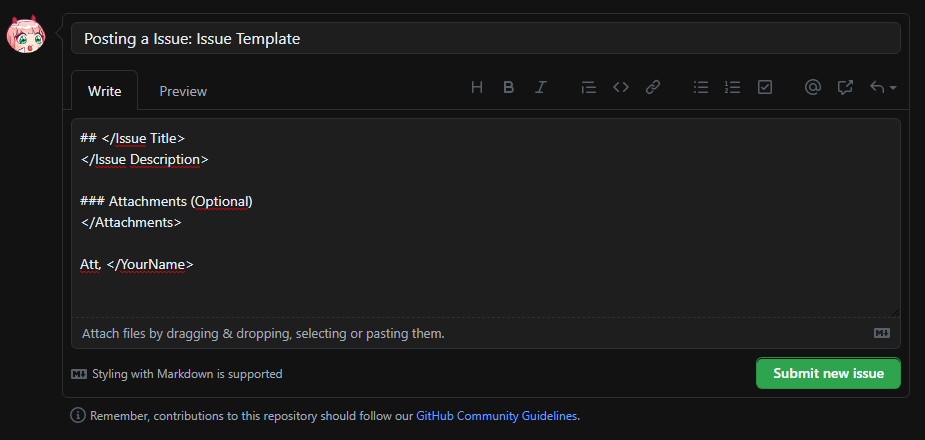 Posting a Issue: Issue Template
Write Preview
## </Issue Title>
</Issue Description>
### Attachments (Optional)
</Attachments>
Att, </YourName>
Attach files by dragging & dropping, selecting or pasting them.
Styling with Markdown is supported
Submit new issue
Remember, contributions to this repository should follow our GitHub Community Guidelines.